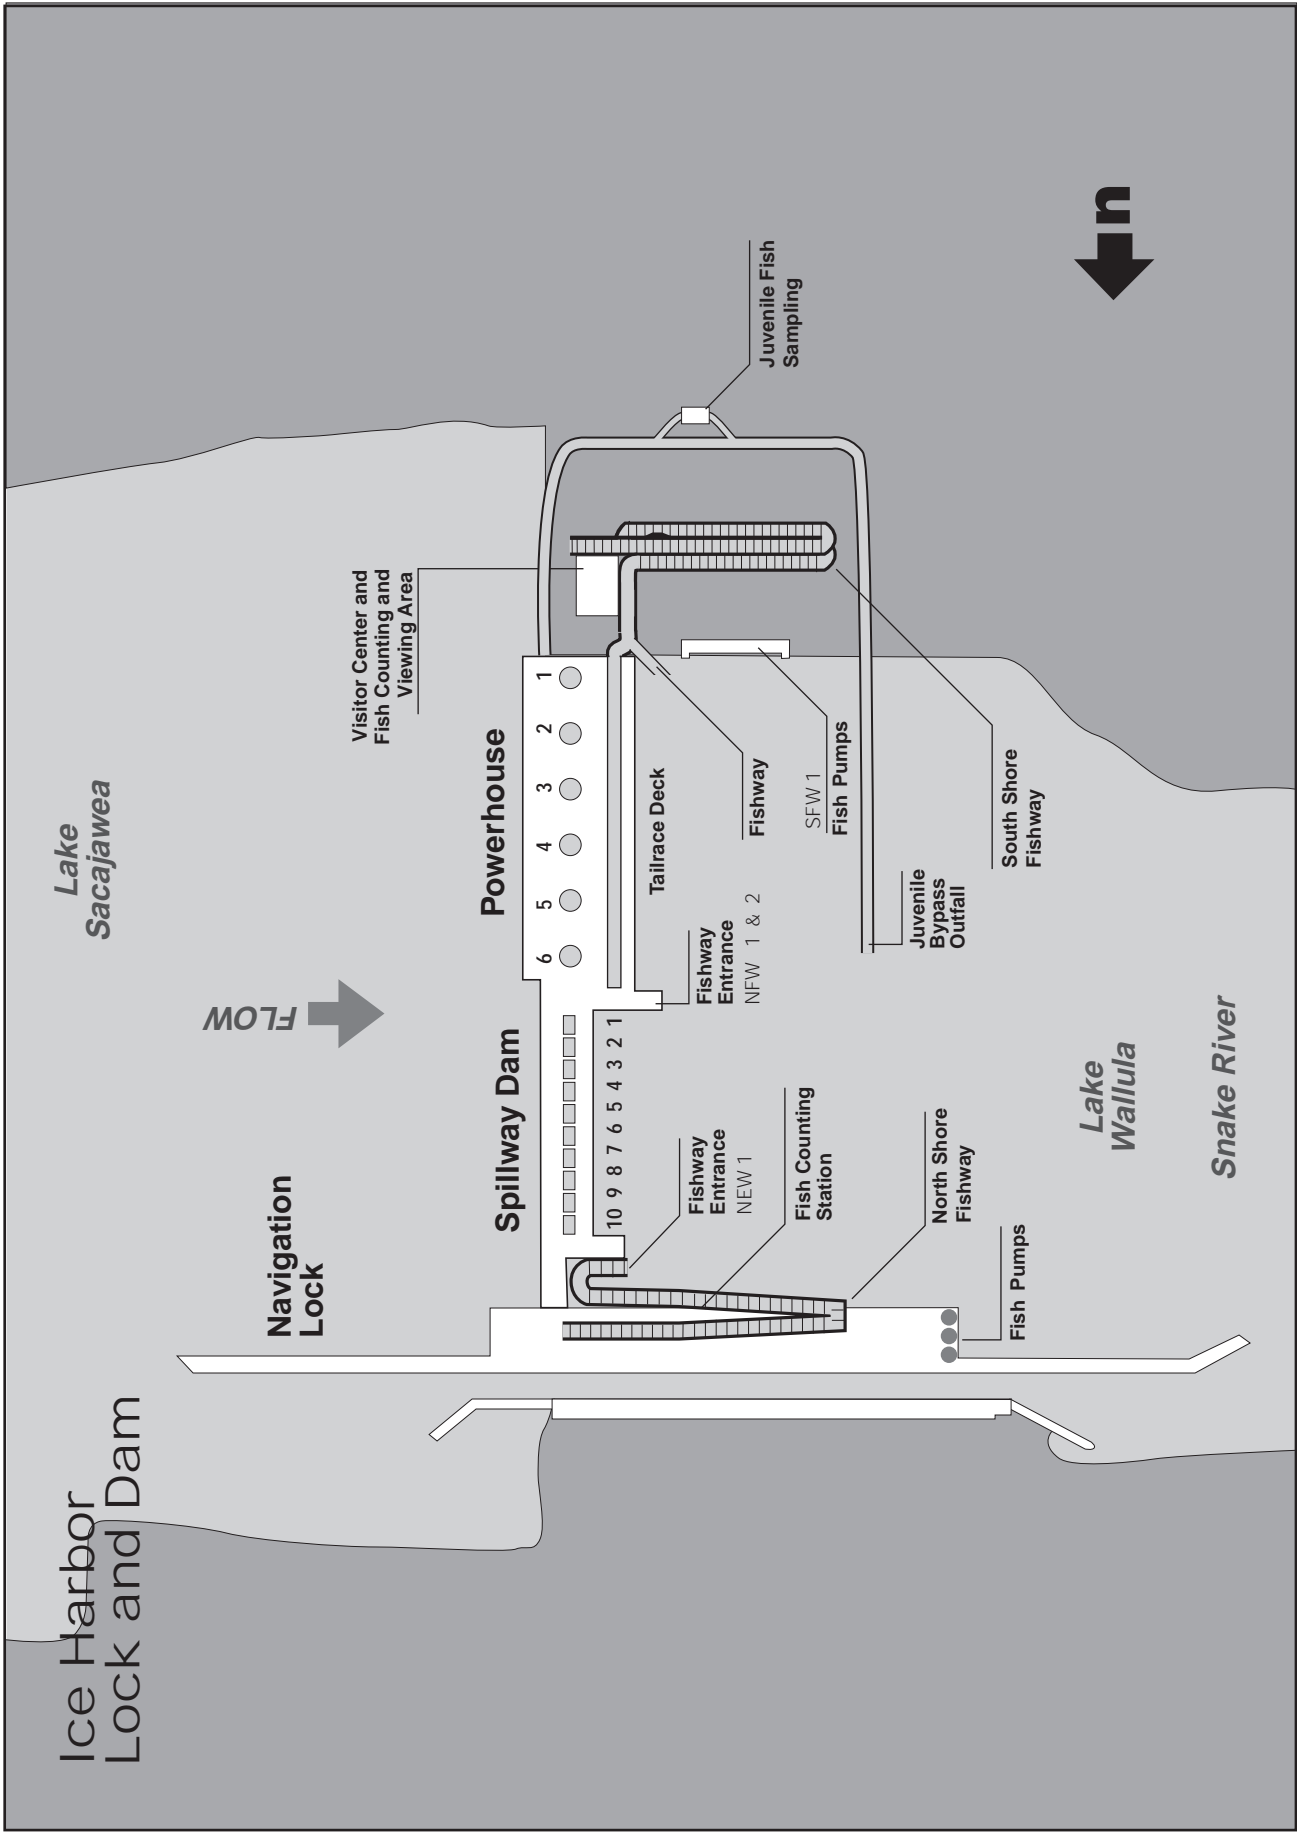 Ice Harbor
Lock and Dam
Navigation
Lock
FLOW
Lake
Sacajawea
Spillway Dam
Powerhouse
Visitor Center and
Fish Counting and
Viewing Area
6 5 4 3 2 1
10 9 8 7 6 5 4 3 2 1
Tailrace Deck
Fishway
Entrance
NEW 1
Fishway
Entrance
NFW 1 & 2
Fishway
SFW 1
Fish Pumps
Juvenile Fish
Sampling
Fish Counting
Station
North Shore
Fishway
Fish Pumps
Juvenile
Bypass
Outfall
South Shore
Fishway
Lake
Wallula
Snake River
n